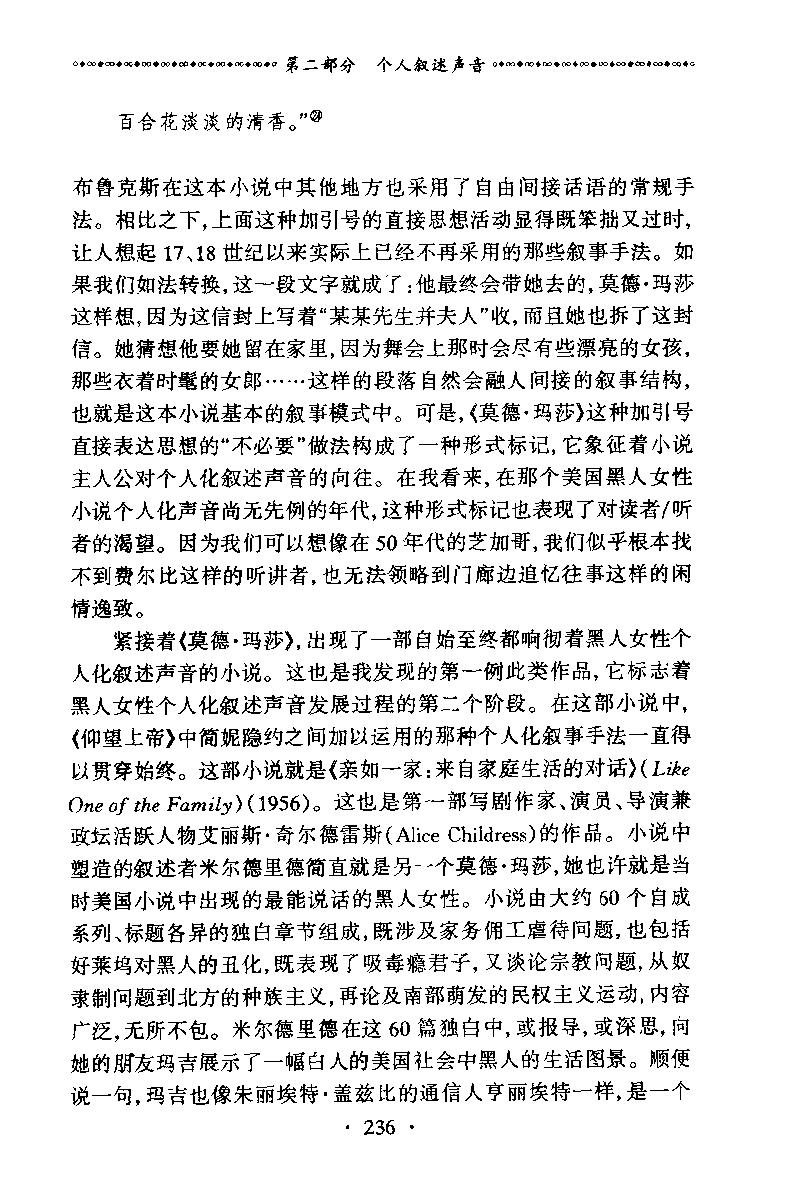 第二部分 个人叙述声音
百合花淡淡的清香。”㉔
布鲁克斯在这本小说中其他地方也采用了自由间接话语的常规手
法。相比之下,上面这种加引号的直接思想活动显得既笨拙又过时,
让人想起17、18世纪以来实际上已经不再采用的那些叙事手法。如
果我们如法转换,这一段文字就成了:他最终会带她去的,莫德·玛莎
这样想,因为这信封上写着“某某先生并夫人”收,而且她也拆了这封
信。她猜想他要她留在家里,因为舞会上那时会尽有些漂亮的女孩,
那些衣着时髦的女郎……这样的段落自然会融人间接的叙事结构,
也就是这本小说基本的叙事模式中。可是,《莫德·玛莎》这种加引号
直接表达思想的“不必要”做法构成了一种形式标记,它象征着小说
主人公对个人化叙述声音的向往。在我看来,在那个美国黑人女性
小说个人化声音尚无先例的年代,这种形式标记也表现了对读者/听
者的渴望。因为我们可以想像在50年代的芝加哥,我们似乎根本找
不到费尔比这样的听讲者,也无法领略到门廊边追忆往事这样的闲
情逸致。
紧接着《莫德·玛莎》,出现了一部自始至终都响彻着黑人女性个
人化叙述声音的小说。这也是我发现的第一例此类作品,它标志着
黑人女性个人化叙述声音发展过程的第二个阶段。在这部小说中,
《仰望上帝》中简妮隐约之间加以运用的那种个人化叙事手法一直得
以贯穿始终。这部小说就是《亲如一家:来自家庭生活的对话》(Like
One of the Family)(1956)。这也是第一部写剧作家、演员、导演兼
政坛活跃人物艾丽斯·奇尔德雷斯(Alice Childress)的作品。小说中
塑造的叙述者米尔德里德简直就是另一个莫德·玛莎,她也许就是当
时美国小说中出现的最能说话的黑人女性。小说由大约60个自成
系列、标题各异的独白章节组成,既涉及家务佣工虐待问题,也包括
好莱坞对黑人的丑化,既表现了吸毒瘾君子,又谈论宗教问题,从奴
隶制问题到北方的种族主义,再论及南部萌发的民权主义运动,内容
广泛,无所不包。米尔德里德在这60篇独白中,或报导,或深思,向
她的朋友玛吉展示了一幅白人的美国社会中黑人的生活图景。顺便
说一句,玛吉也像朱丽埃特·盖兹比的通信人亨丽埃特一样,是一个
· 236 ·